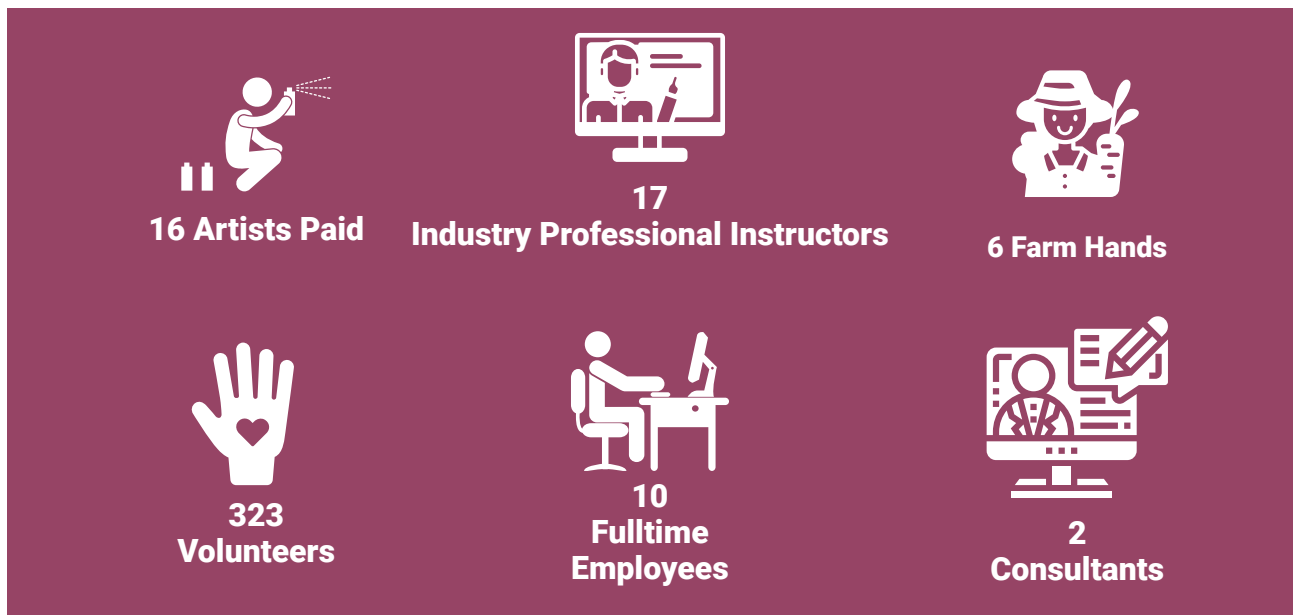 16 Artists Paid
17
Industry Professional Instructors
6 Farm Hands
323
Volunteers
10
Fulltime
Employees
2
Consultants